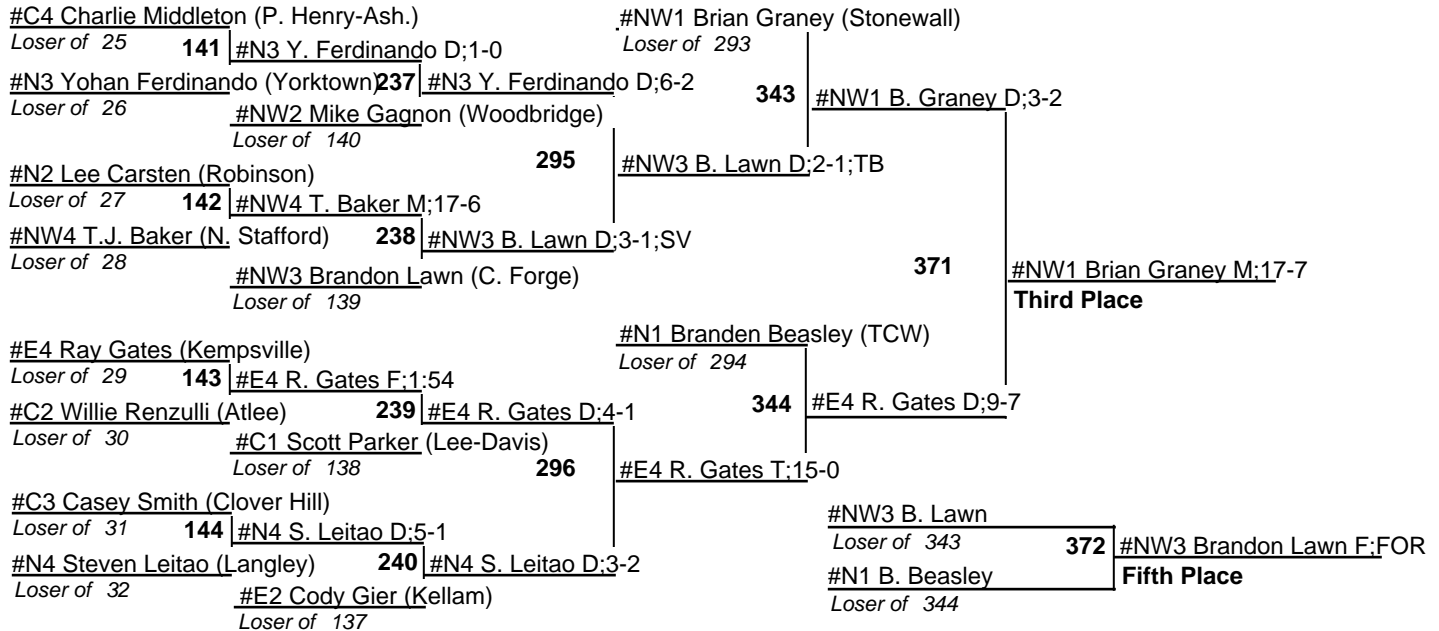 #C4 Charlie Middleton (P. Henry-Ash.)
Loser of 25
141
#N3 Y. Ferdinando D;1-0
#N3 Yohan Ferdinando (Yorktown)
Loser of 26
237
#N3 Y. Ferdinando D;6-2
#NW2 Mike Gagnon (Woodbridge)
Loser of 140
295
#N2 Lee Carsten (Robinson)
Loser of 27
142
#NW4 T. Baker M;17-6
#NW4 T.J. Baker (N. Stafford)
Loser of 28
238
#NW3 B. Lawn D;3-1;SV
#NW3 Brandon Lawn (C. Forge)
Loser of 139
#NW1 Brian Graney (Stonewall)
Loser of 293
343
#NW1 B. Graney D;3-2
#NW3 B. Lawn D;2-1;TB
371
#NW1 Brian Graney M;17-7
Third Place
#E4 Ray Gates (Kempsville)
Loser of 29
143
#E4 R. Gates F;1:54
#C2 Willie Renzulli (Atlee)
Loser of 30
239
#E4 R. Gates D;4-1
#C1 Scott Parker (Lee-Davis)
Loser of 138
296
#C3 Casey Smith (Clover Hill)
Loser of 31
144
#N4 S. Leitao D;5-1
#N4 Steven Leitao (Langley)
Loser of 32
240
#N4 S. Leitao D;3-2
#E2 Cody Gier (Kellam)
Loser of 137
#N1 Branden Beasley (TCW)
Loser of 294
344
#E4 R. Gates D;9-7
#E4 R. Gates T;15-0
#NW3 B. Lawn
Loser of 343
372
#NW3 Brandon Lawn F;FOR
#N1 B. Beasley
Fifth Place
Loser of 344